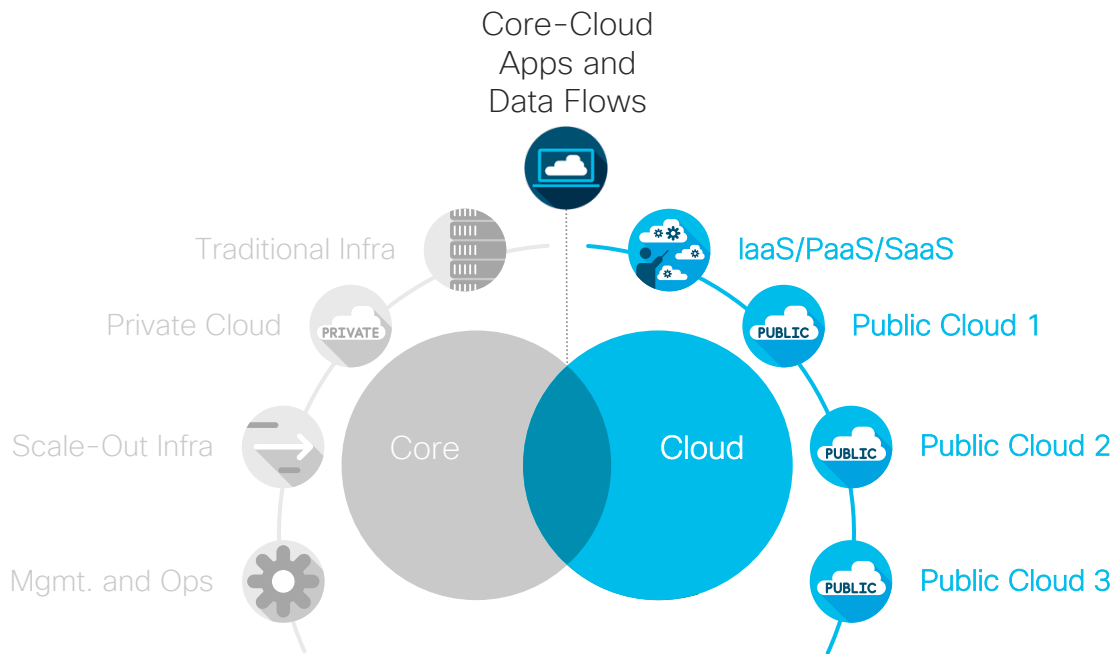 Core-Cloud
Apps and
Data Flows
Traditional Infra
IaaS/PaaS/SaaS
Private Cloud
PRIVATE
PUBLIC
Public Cloud 1
Scale-Out Infra
Core
Cloud
PUBLIC
Public Cloud 2
Mgmt. and Ops
PUBLIC
Public Cloud 3